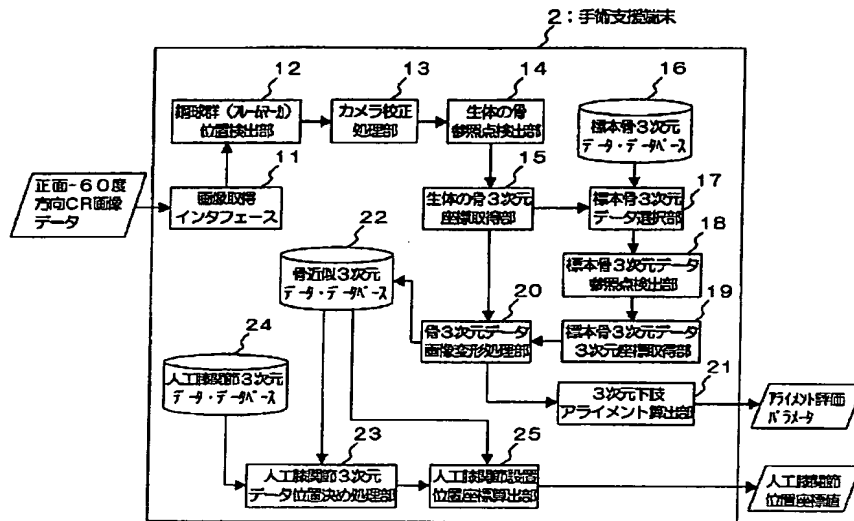 2：手術支援端末
12
鋼球群（フレームマーカ）
位置検出部
13
カメラ校正
処理部
14
生体の骨
参照点検出部
16
標本骨3次元
データ・データベース
正面-60度
方向CR画像
データ
11
画像取得
インタフェース
15
生体の骨3次元
座標取得部
17
標本骨3次元
データ選択部
18
標本骨3次元データ
参照点検出部
22
骨近似3次元
データ・データベース
20
骨3次元データ
画像変形処理部
19
標本骨3次元データ
3次元座標取得部
24
人工膝関節3次元
データ・データベース
21
3次元下肢
アライメント算出部
アライメント評価
パラメータ
23
人工膝関節3次元
データ位置決め処理部
25
人工膝関節設置
位置座標算出部
人工膝関節
位置座標値